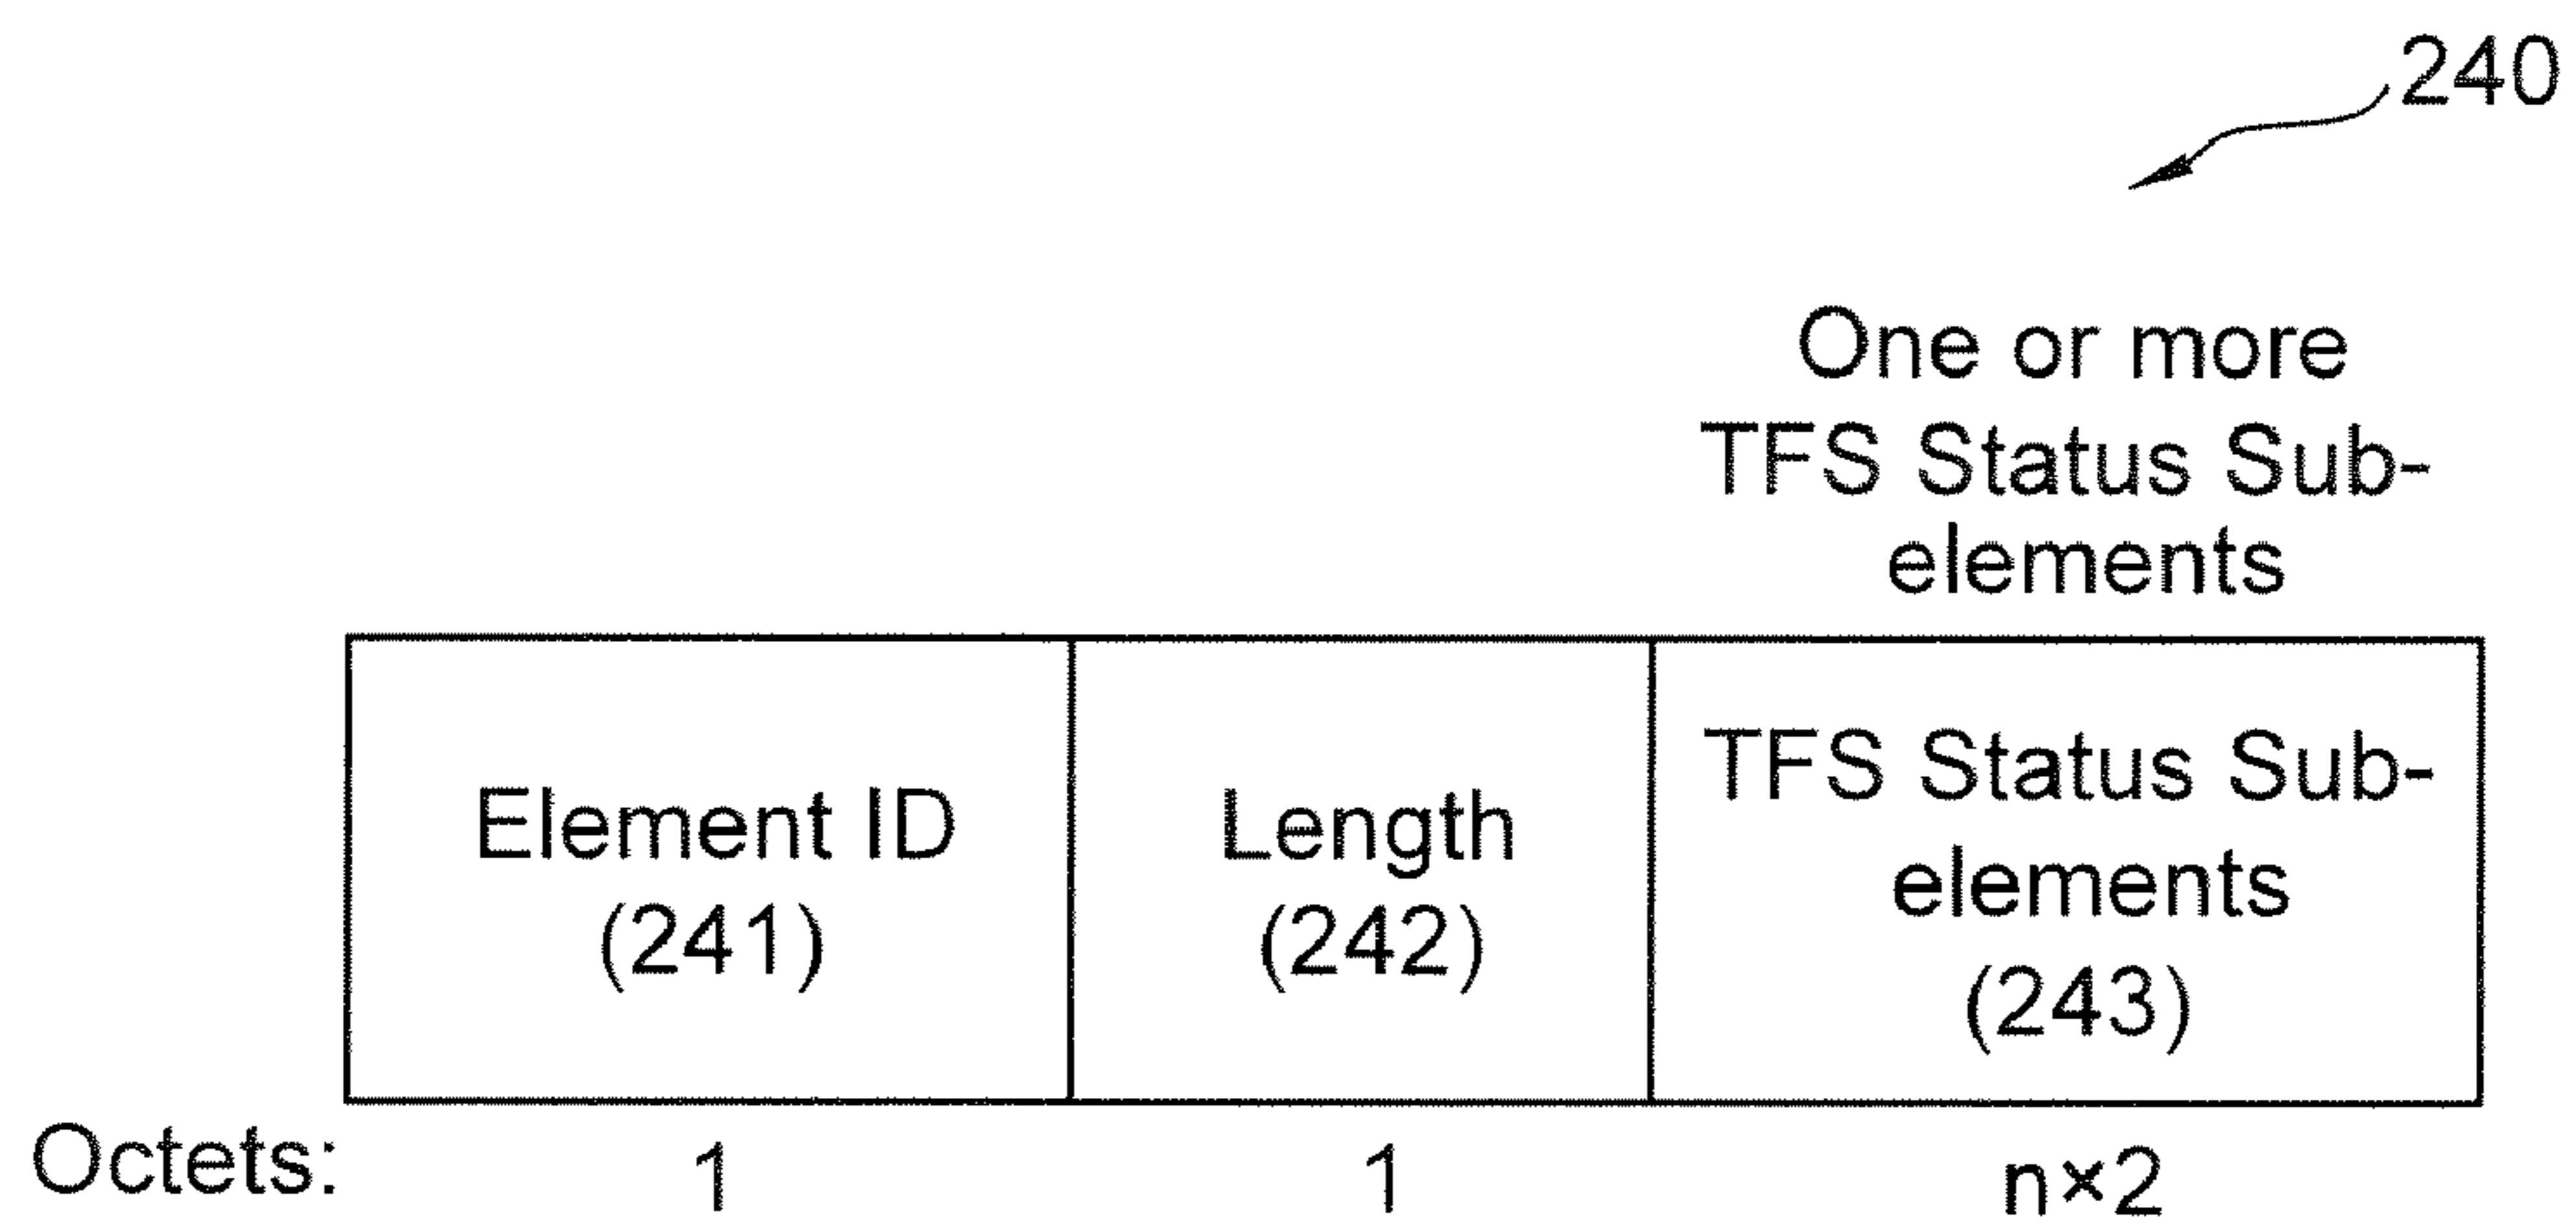 240
One or more
TFS Status Sub-
elements
Element ID
(241)
Length
(242)
TFS Status Sub-
elements
(243)
Octets:
1
1
n×2